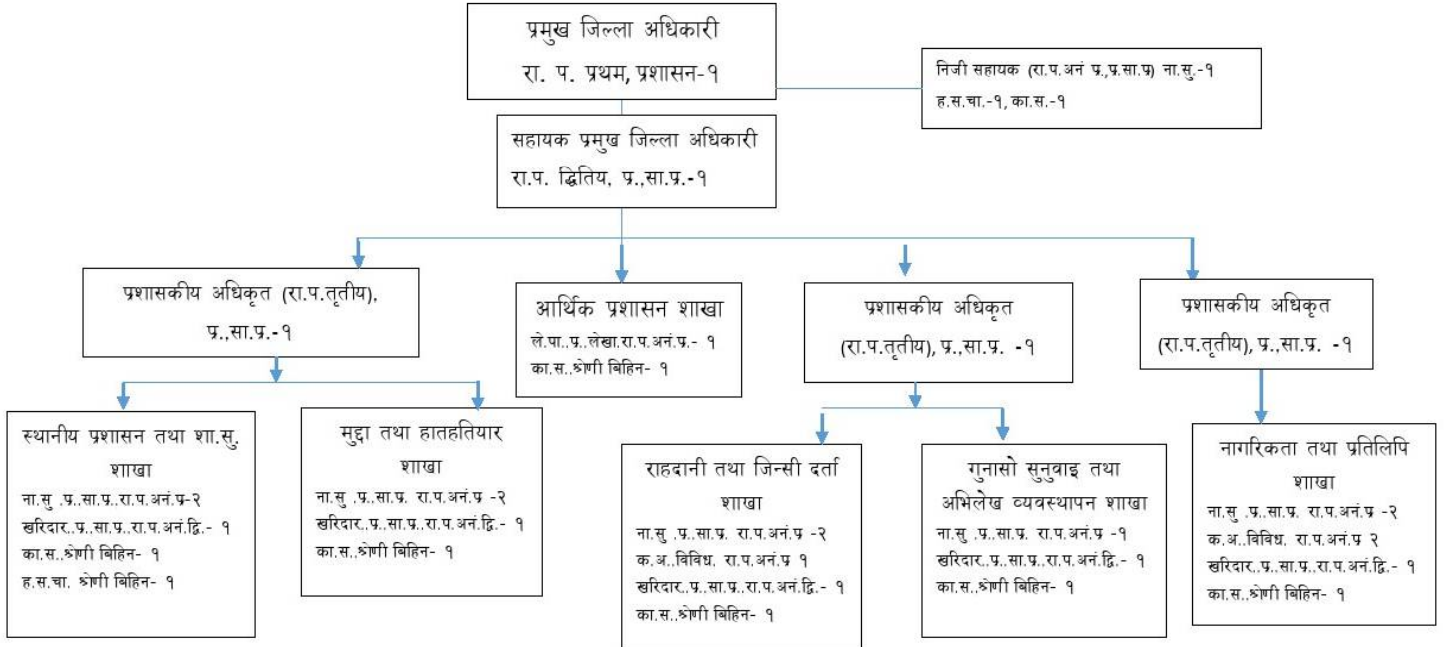 प्रमुख जिल्ला अधिकारी
रा. प. प्रथम, प्रशासन-१
निजी सहायक (रा.प.अनं प्र.,प्र.सा.प्र) ना.सु.-१
ह.स.चा.-१, का.स.-१
सहायक प्रमुख जिल्ला अधिकारी
रा.प. द्धितिय, प्र.,सा.प्र.-१
प्रशासकीय अधिकृत (रा.प.तृतीय),
प्र.,सा.प्र.-१
आर्थिक प्रशासन शाखा
ले.पा..प्र..लेखा.रा.प.अनं.प्र.- १
का.स..श्रेणी बिहिन- १
प्रशासकीय अधिकृत
(रा.प.तृतीय), प्र.,सा.प्र. -१
प्रशासकीय अधिकृत
(रा.प.तृतीय), प्र.,सा.प्र. -१
स्थानीय प्रशासन तथा शा.सु.
शाखा
ना.सु .प्र..सा.प्र..रा.प.अनं.प्र-२
खरिदार..प्र..सा.प्र..रा.प.अनं.द्वि.- १
का.स..श्रेणी बिहिन- १
ह.स.चा. श्रेणी बिहिन- १
मुद्दा तथा हातहतियार
शाखा
ना.सु .प्र..सा.प्र. रा.प.अनं.प्र -२
खरिदार..प्र..सा.प्र..रा.प.अनं.द्वि.- १
का.स..श्रेणी बिहिन- १
राहदानी तथा जिन्सी दर्ता
शाखा
ना.सु .प्र..सा.प्र. रा.प.अनं.प्र -२
क.अ..विविध. रा.प.अनं.प्र १
खरिदार..प्र..सा.प्र..रा.प.अनं.द्वि.- १
का.स..श्रेणी बिहिन- १
गुनासो सुनुवाइ तथा
अभिलेख व्यवस्थापन शाखा
ना.सु .प्र..सा.प्र. रा.प.अनं.प्र -१
खरिदार..प्र..सा.प्र..रा.प.अनं.द्वि.- १
का.स..श्रेणी बिहिन- १
नागरिकता तथा प्रतिलिपि
शाखा
ना.सु .प्र..सा.प्र. रा.प.अनं.प्र -२
क.अ..विविध. रा.प.अनं.प्र २
खरिदार..प्र..सा.प्र..रा.प.अनं.द्वि.- १
का.स..श्रेणी बिहिन- १